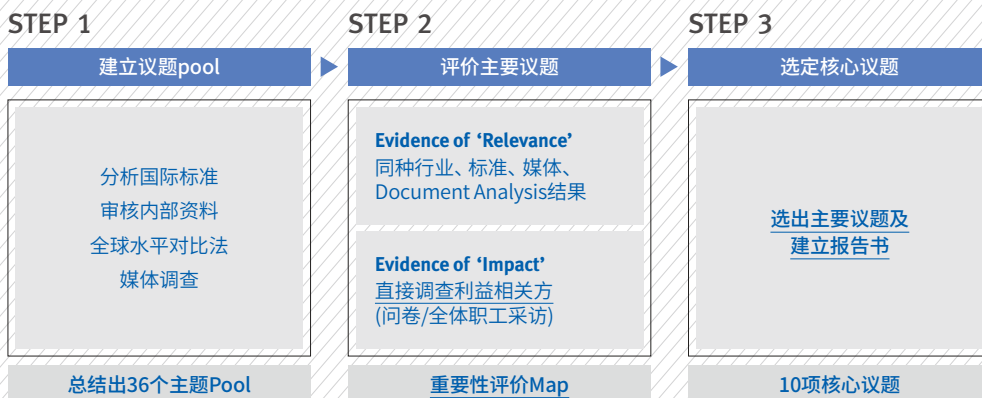 STEP 1
建立议题pool
分析国际标准
审核内部资料
全球水平对比法
媒体调查
总结出36个主题Pool
STEP 2
评价主要议题
Evidence of ‘Relevance’
同种行业、标准、媒体、
Document Analysis结果
Evidence of ‘Impact’
直接调查利益相关方
(问卷/全体职工采访)
重要性评价Map
STEP 3
选定核心议题
选出主要议题及
建立报告书
10项核心议题